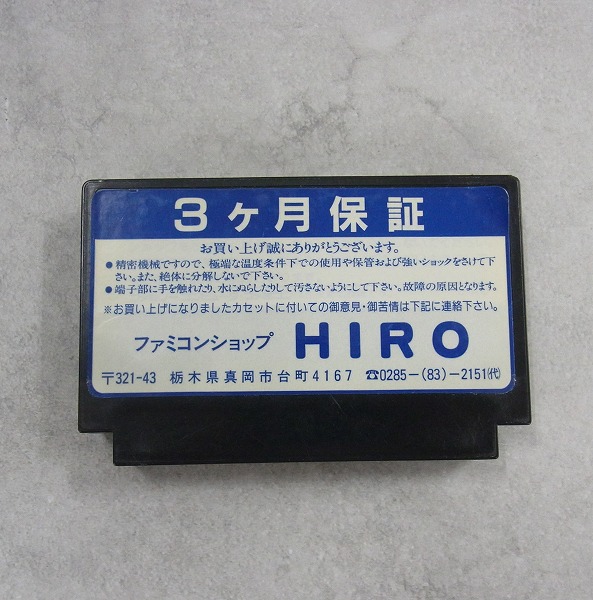 3ヶ月保証
お買い上げ誠にありがとうございます。
●精密機械ですので、極端な温度条件下での使用や保管および強いショックをさけて下
さい。また、絶体に分解しないで下さい。
●端子部に手を触れたり、水にぬらしたりして汚さないようにして下さい。故障の原因となります。
※お買い上げになりましたカセットに付いての御意見・御苦情は下記に連絡下さい。
ファミコンショップ HIRO
〒321-43 栃木県真岡市台町4167 ☎0285-(83)-2151(代)